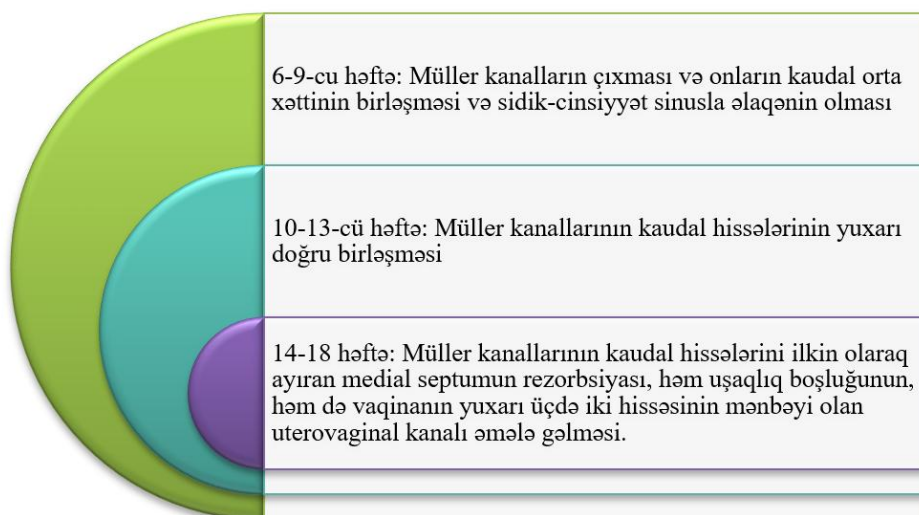 6-9-cu həftə: Müller kanalların çıxması və onların kaudal orta
xəttinin birləşməsi və sidik-cinsiyyət sinusla əlaqənin olması
10-13-cü həftə: Müller kanallarının kaudal hissələrinin yuxarı
doğru birləşməsi
14-18 həftə: Müller kanallarının kaudal hissələrini ilkin olaraq
ayıran medial septumun rezorbsiyası, həm uşaqlıq boşluğunun,
həm də vaqinanın yuxarı üçdə iki hissəsinin mənbəyi olan
uterovaginal kanalı əmələ gəlməsi.